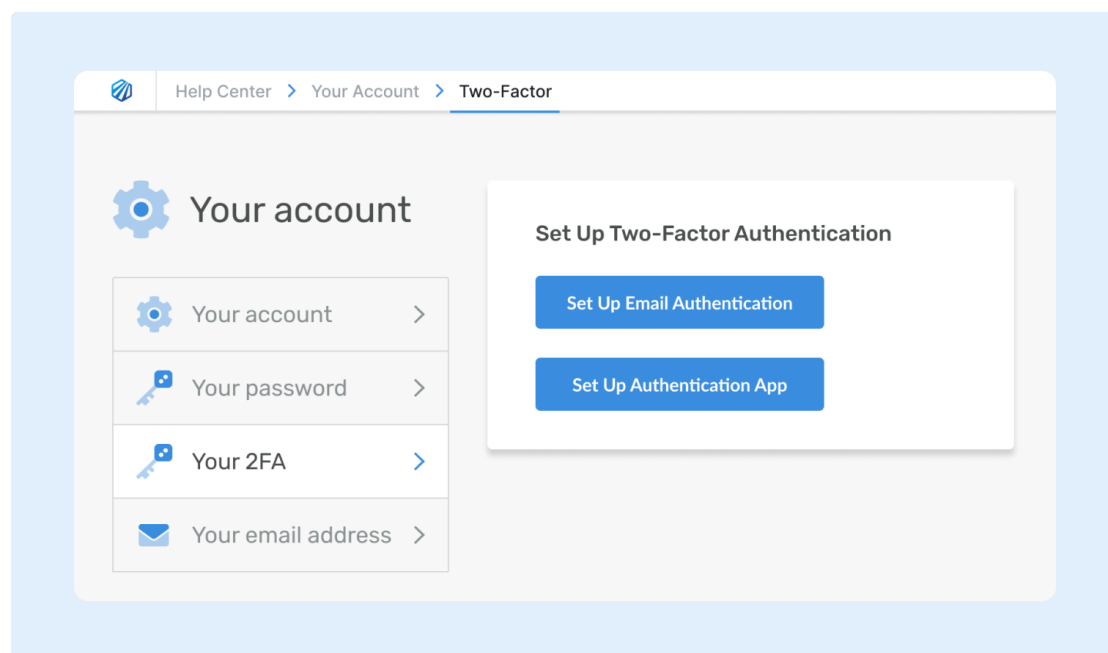 Help Center > Your Account > Two-Factor
Your account
Your account
Your password
Your 2FA
Your email address
Set Up Two-Factor Authentication
Set Up Email Authentication
Set Up Authentication App